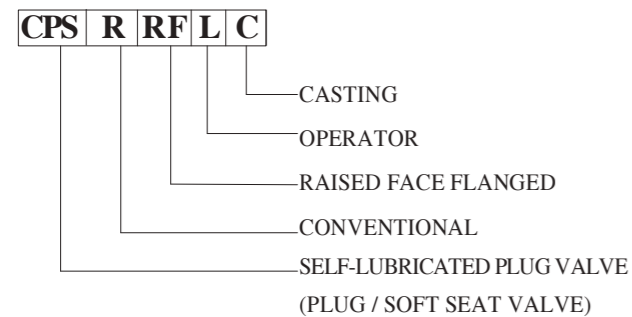 CPS R RF L C
CASTING
OPERATOR
RAISED FACE FLANGED
CONVENTIONAL
SELF-LUBRICATED PLUG VALVE
(PLUG / SOFT SEAT VALVE)